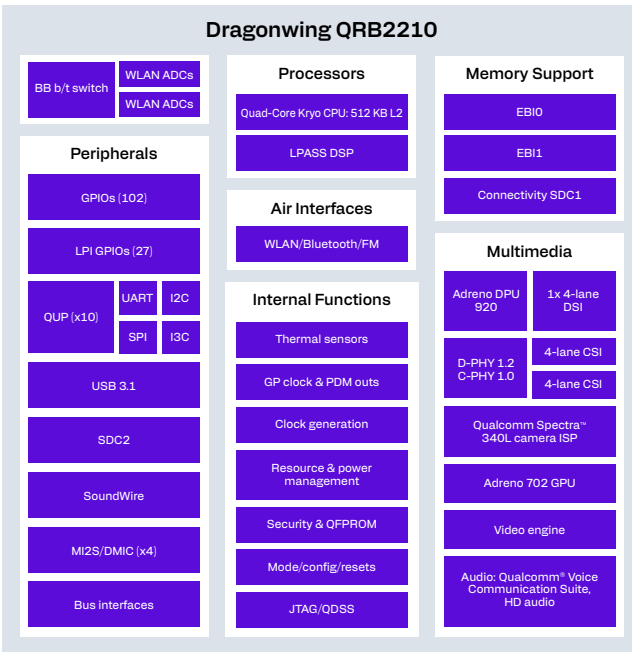 Dragonwing QRB2210
BB b/t switch
WLAN ADCs
WLAN ADCs
Peripherals
GPIOs (102)
LPI GPIOs (27)
QUP (x10)
UART
I2C
SPI
I3C
USB 3.1
SDC2
SoundWire
MI2S/DMIC (x4)
Bus interfaces
Processors
Quad-Core Kryo CPU: 512 KB L2
LPASS DSP
Air Interfaces
WLAN/Bluetooth/FM
Internal Functions
Thermal sensors
GP clock & PDM outs
Clock generation
Resource & power
management
Security & QFPROM
Mode/config/resets
JTAG/QDSS
Memory Support
EBI0
EBI1
Connectivity SDC1
Multimedia
Adreno DPU
920
1x 4-lane
DSI
D-PHY 1.2
C-PHY 1.0
4-lane CSI
4-lane CSI
Qualcomm Spectra™
340L camera ISP
Adreno 702 GPU
Video engine
Audio: Qualcomm® Voice
Communication Suite,
HD audio